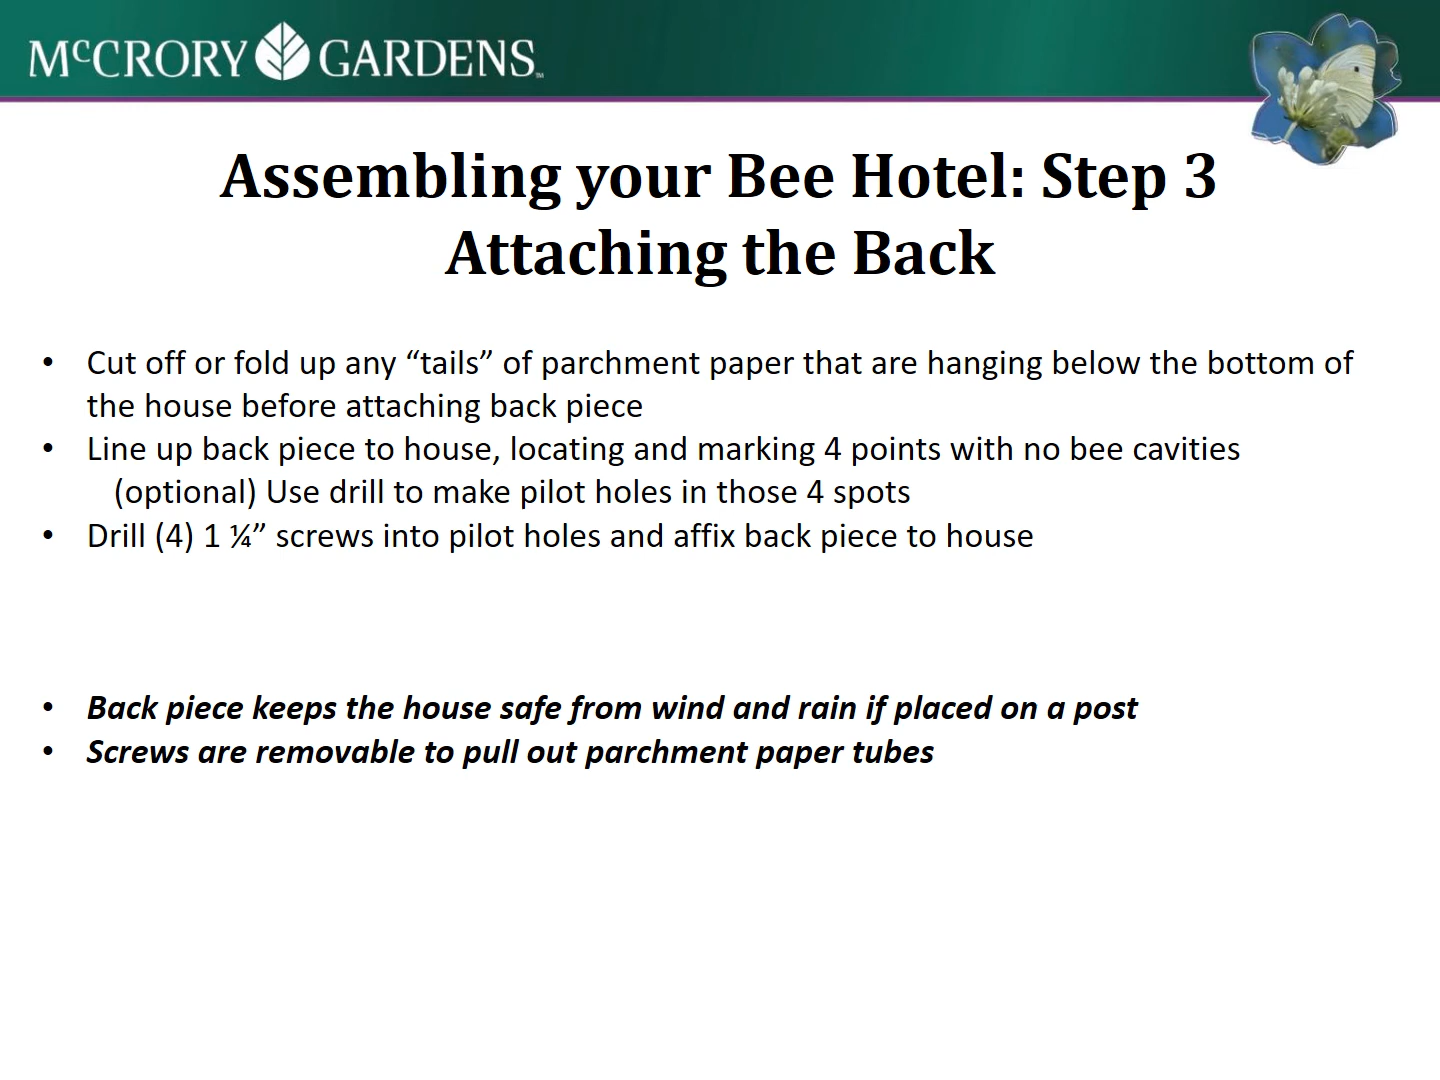 McCRORY GARDENS™
Assembling your Bee Hotel: Step 3
Attaching the Back
• Cut off or fold up any “tails” of parchment paper that are hanging below the bottom of
the house before attaching back piece
• Line up back piece to house, locating and marking 4 points with no bee cavities
(optional) Use drill to make pilot holes in those 4 spots
• Drill (4) 1 ¼” screws into pilot holes and affix back piece to house
• Back piece keeps the house safe from wind and rain if placed on a post
• Screws are removable to pull out parchment paper tubes